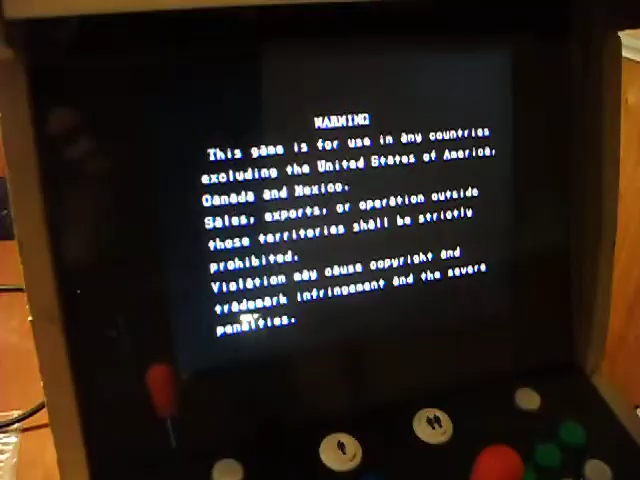 WARNING
This game is for use in any countries
excluding the United States of America,
Canada and Mexico.
Sales, exports, or operation outside
those territories shall be strictly
prohibited.
Violation may cause copyright and
trademark infringement and the severe
penalties.